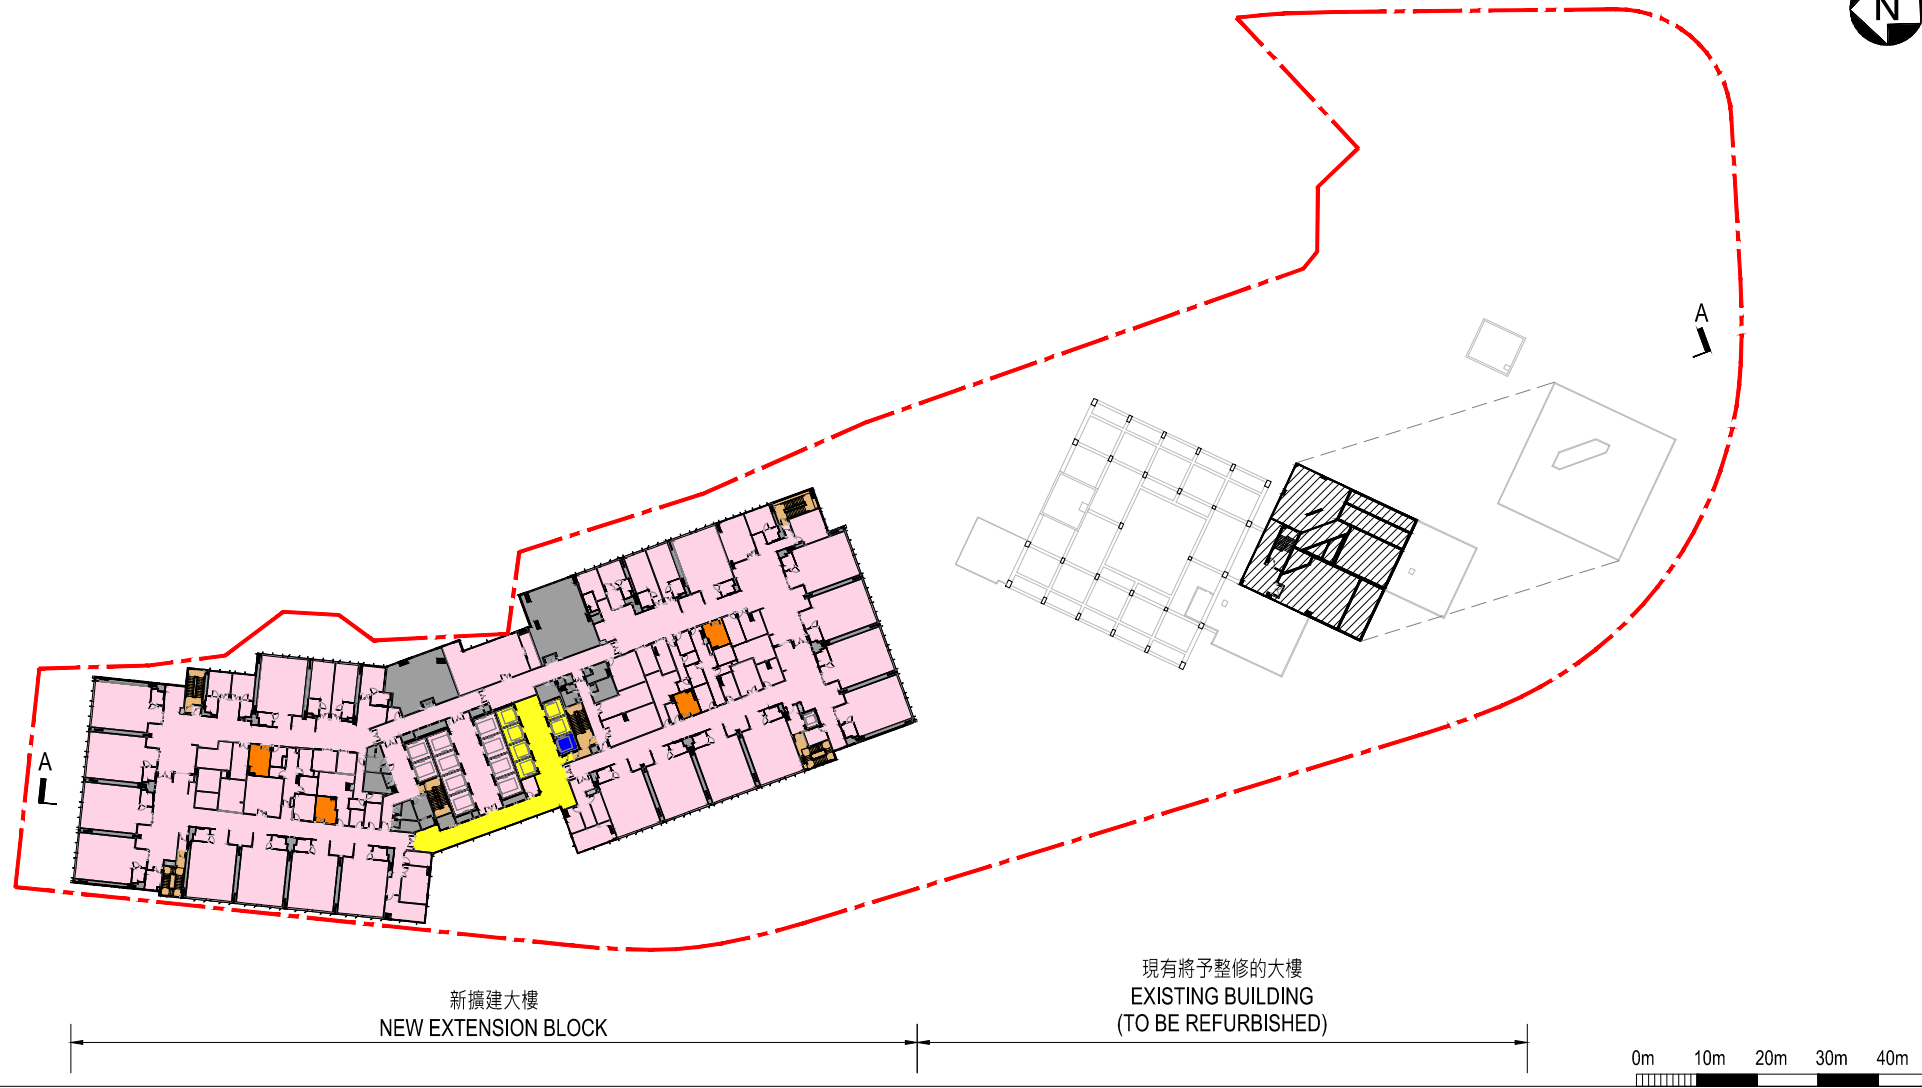 N
A
A
新擴建大樓
NEW EXTENSION BLOCK
現有將予整修的大樓
EXISTING BUILDING
(TO BE REFURBISHED)
0m 10m 20m 30m 40m